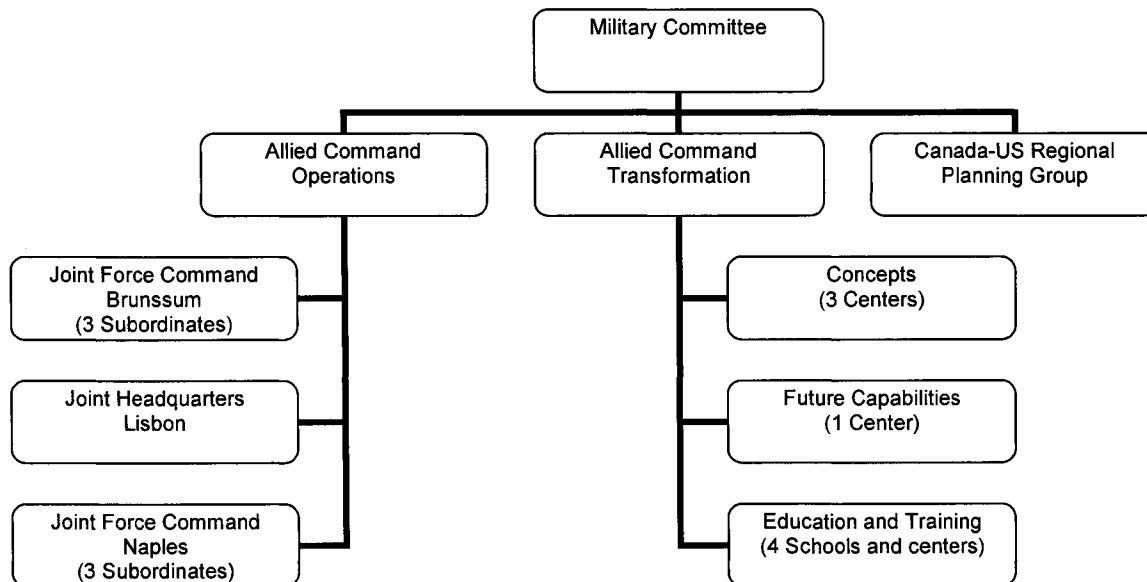 Military Committee
Allied Command
Operations
Allied Command
Transformation
Canada-US Regional
Planning Group
Joint Force Command
Brunssum
(3 Subordinates)
Joint Headquarters
Lisbon
Joint Force Command
Naples
(3 Subordinates)
Concepts
(3 Centers)
Future Capabilities
(1 Center)
Education and Training
(4 Schools and centers)